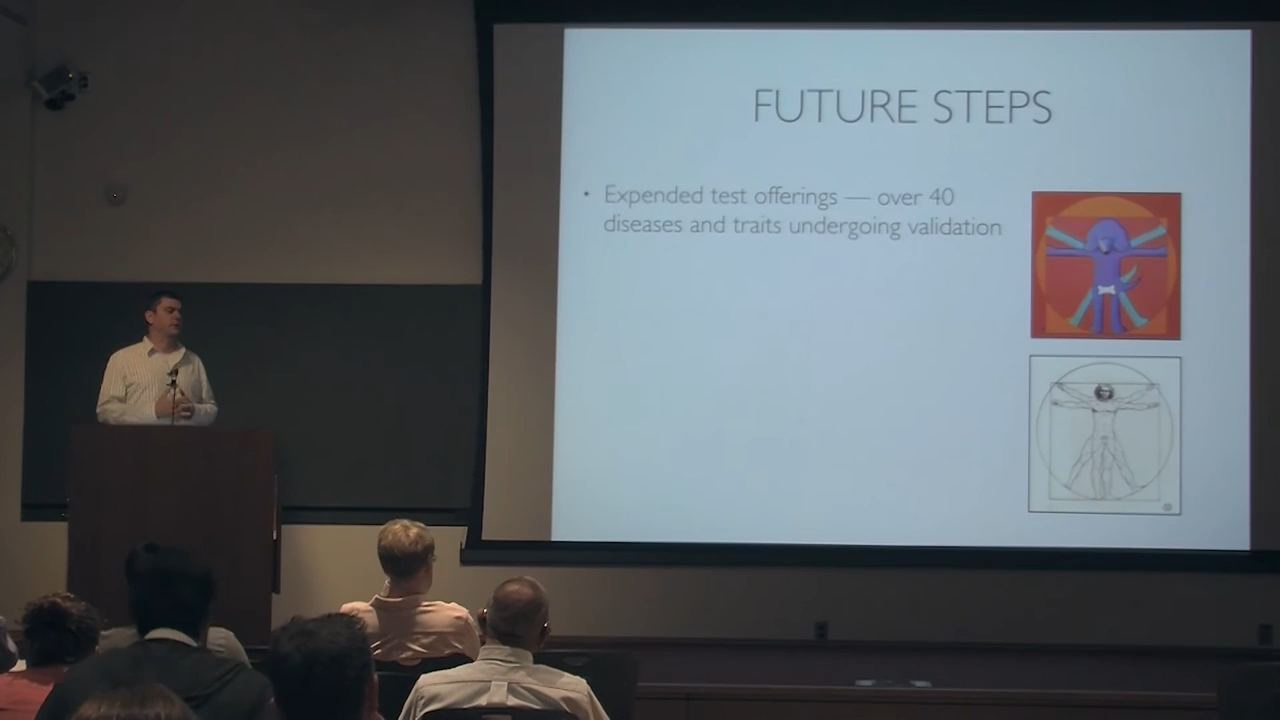 FUTURE STEPS
• Expended test offerings — over 40
diseases and traits undergoing validation